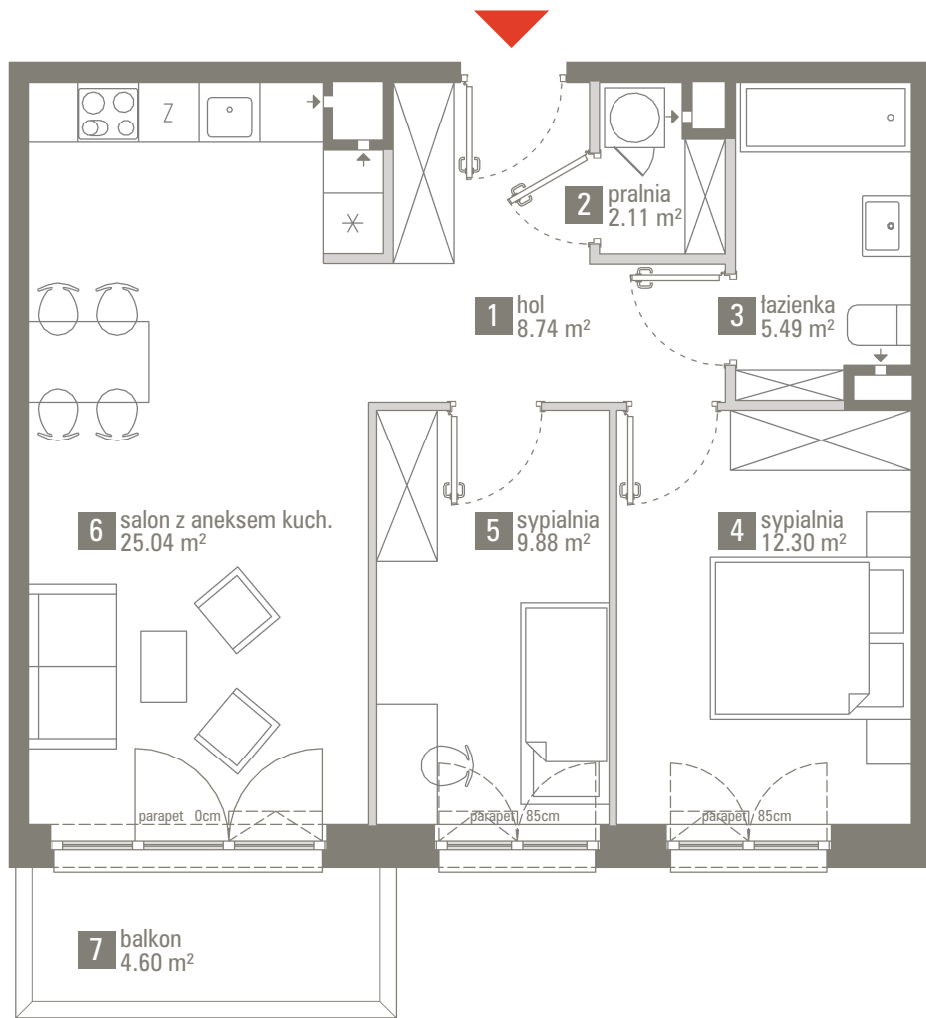 Z
2 pralnia
2.11 m²
1 hol
8.74 m²
3 łazienka
5.49 m²
6 salon z aneksem kuch.
25.04 m²
5 sypialnia
9.88 m²
4 sypialnia
12.30 m²
parapet 0cm
parapet 85cm
parapet 85cm
7 balkon
4.60 m²